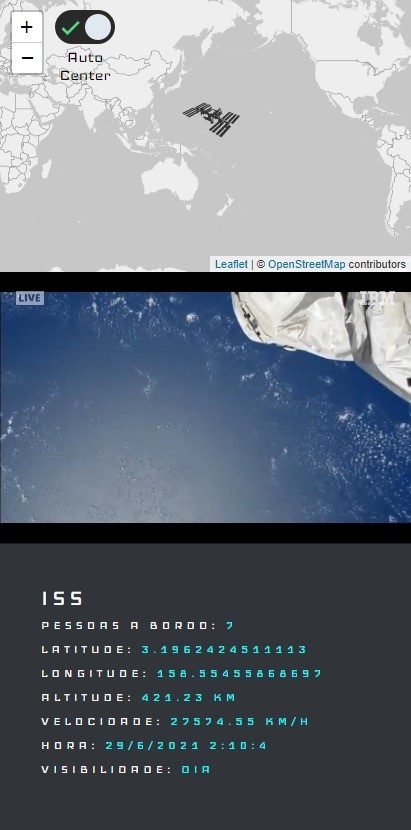 +
−
Auto
Center
Leaflet | © OpenStreetMap contributors
LIVE
IBM
ISS
PESSOAS A BORDO: 7
LATITUDE: 3.1962424511113
LONGITUDE: 158.55455868697
ALTITUDE: 421.23 KM
VELOCIDADE: 27574.55 KM/H
HORA: 29/6/2021 2:10:4
VISIBILIDADE: DIA